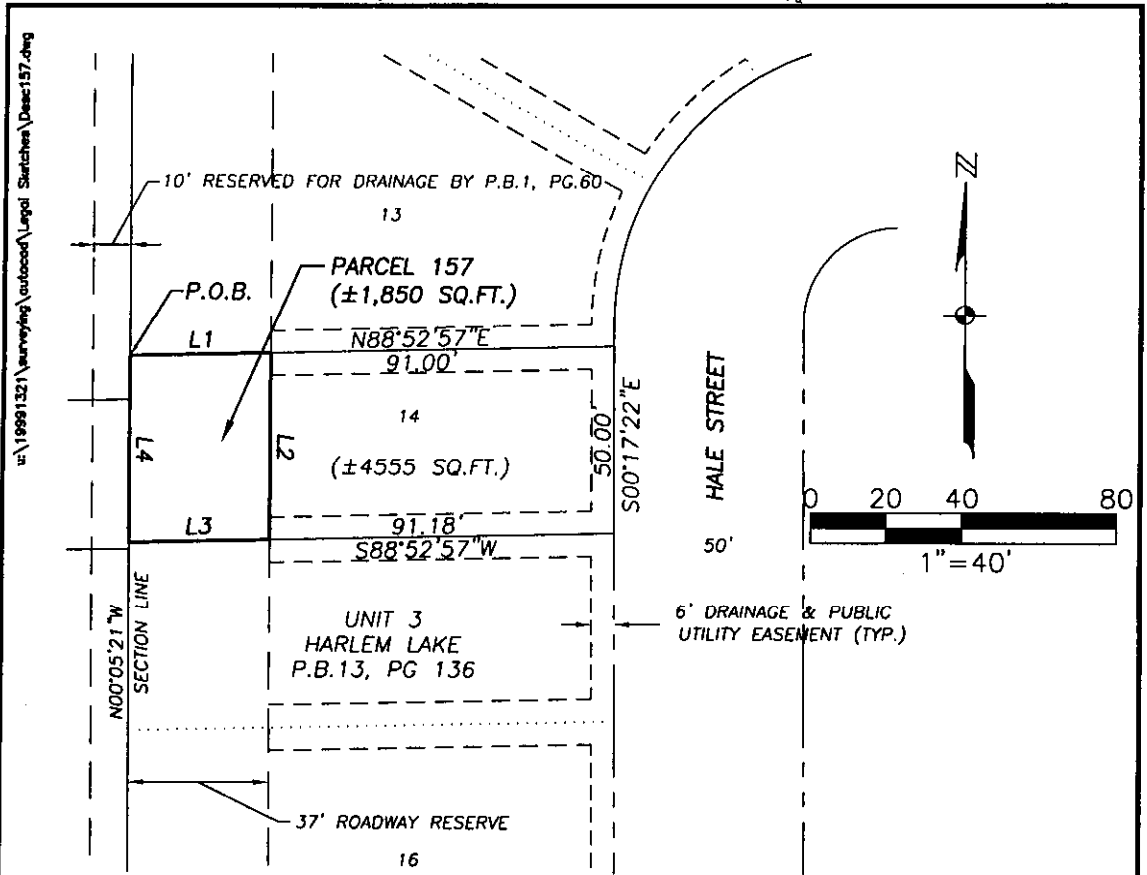 u:\19991321\surveying\autocad\Legal Sketches\Desc157.dwg
10' RESERVED FOR DRAINAGE BY P.B.1, PG.60
13
PARCEL 157
(±1,850 SQ.FT.)
P.O.B.
L1
N88°52'57"E
91.00'
14
(±4555 SQ.FT.)
L4
L2
50.00'
S00°17'22"E
HALE STREET
50'
L3
91.18'
S88°52'57"W
N
0 20 40 80
1"=40'
N00°05'21"W
SECTION LINE
UNIT 3
HARLEM LAKE
P.B.13, PG 136
6' DRAINAGE & PUBLIC
UTILITY EASEMENT (TYP.)
37' ROADWAY RESERVE
16